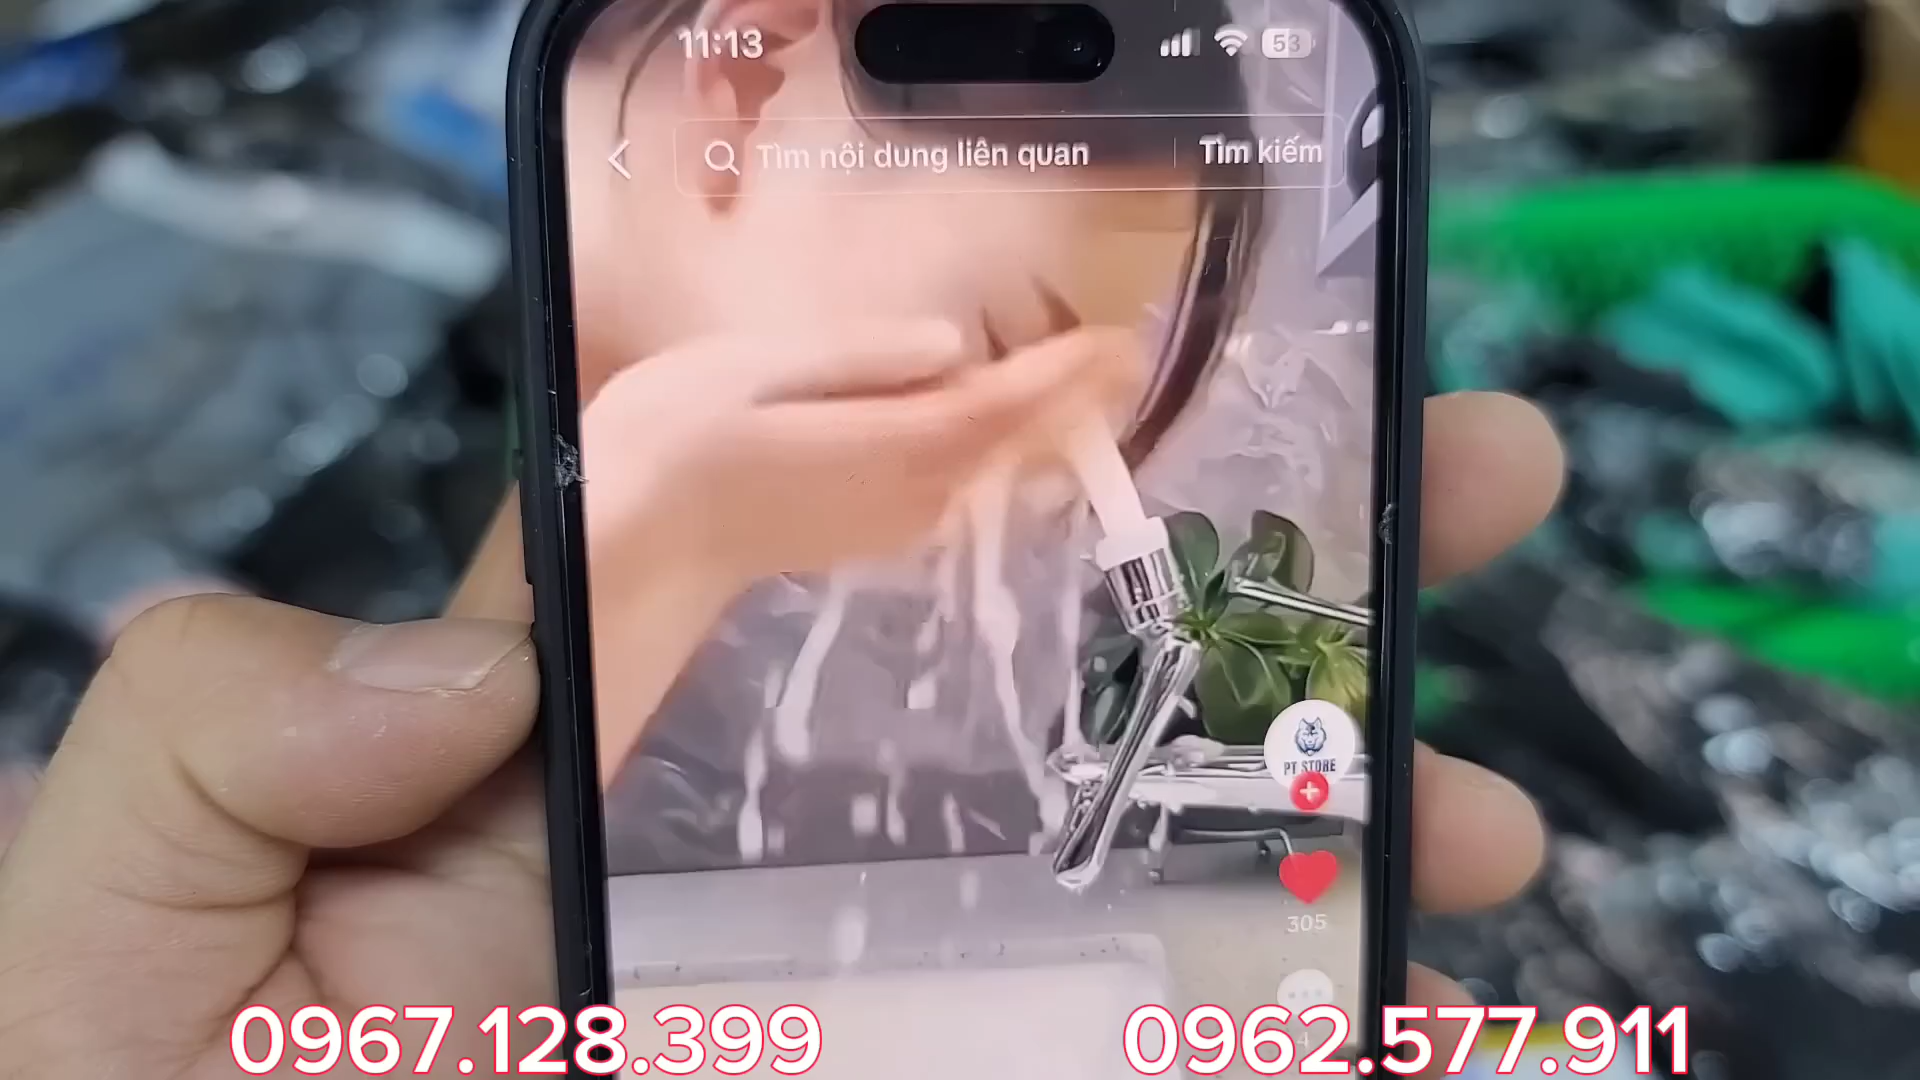 11:13
53
Tìm nội dung liên quan
Tìm kiếm
PT STORE
305
4
0967.128.399
0962.577.911